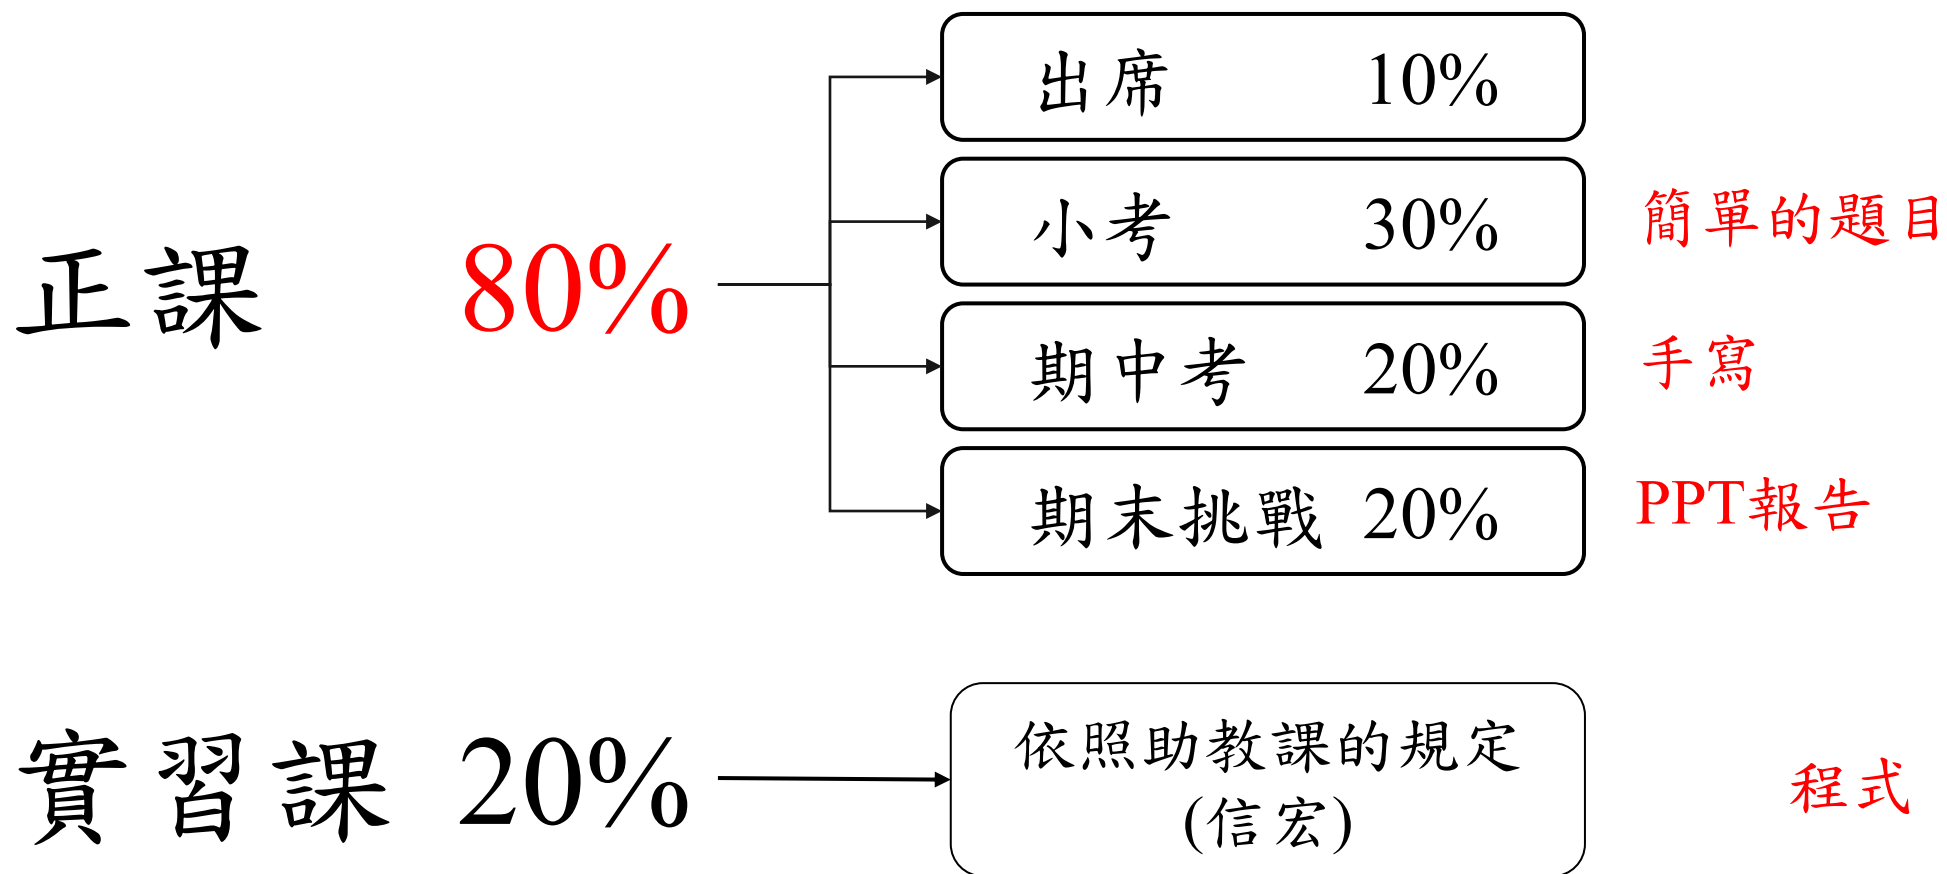 正課 80%
出席 10%
小考 30% 簡單的題目
期中考 20% 手寫
期末挑戰 20% PPT報告
實習課 20%
依照助教課的規定
(信宏)
程式